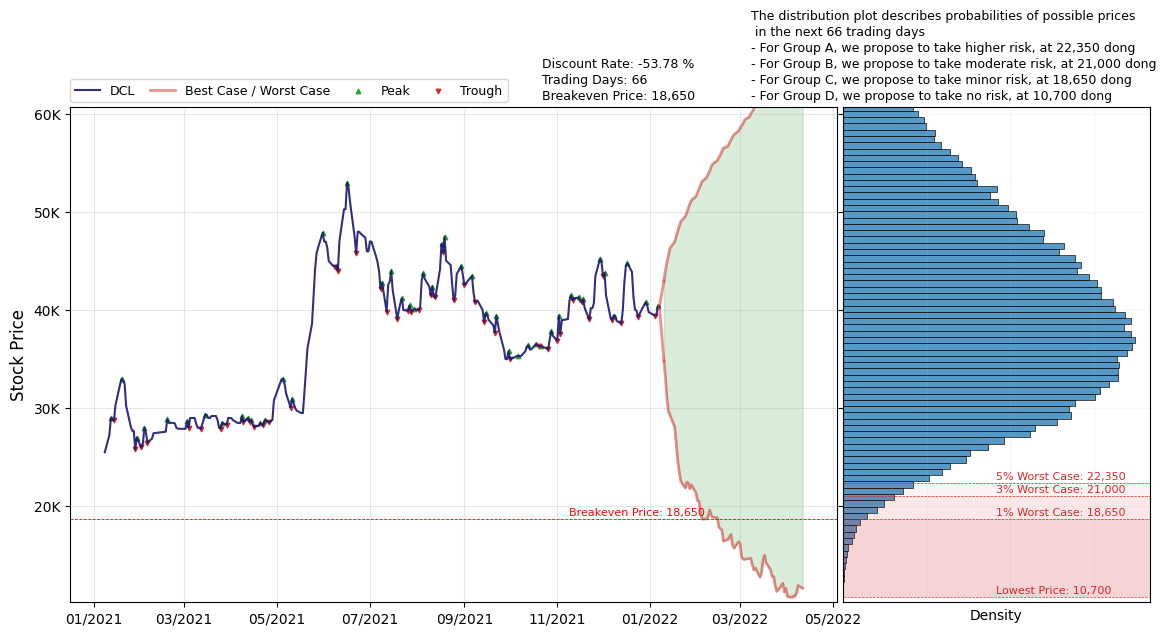 The distribution plot describes probabilities of possible prices
in the next 66 trading days
- For Group A, we propose to take higher risk, at 22,350 dong
- For Group B, we propose to take moderate risk, at 21,000 dong
- For Group C, we propose to take minor risk, at 18,650 dong
- For Group D, we propose to take no risk, at 10,700 dong
Discount Rate: -53.78 %
Trading Days: 66
Breakeven Price: 18,650
DCL
Best Case / Worst Case
Peak
Trough
Stock Price
60K
50K
40K
30K
20K
Breakeven Price: 18,650
5% Worst Case: 22,350
3% Worst Case: 21,000
1% Worst Case: 18,650
Lowest Price: 10,700
01/2021
03/2021
05/2021
07/2021
09/2021
11/2021
01/2022
03/2022
05/2022
Density